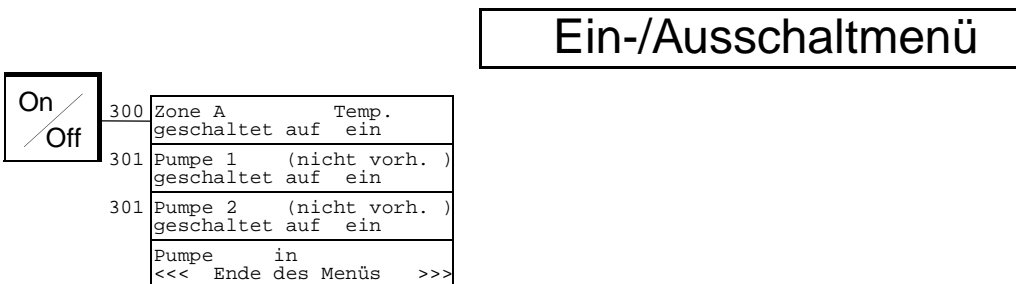 Ein-/Ausschaltmenü
On
Off
300 Zone A Temp.
geschaltet auf ein
301 Pumpe 1 (nicht vorh. )
geschaltet auf ein
301 Pumpe 2 (nicht vorh. )
geschaltet auf ein
Pumpe in
<<< Ende des Menüs >>>